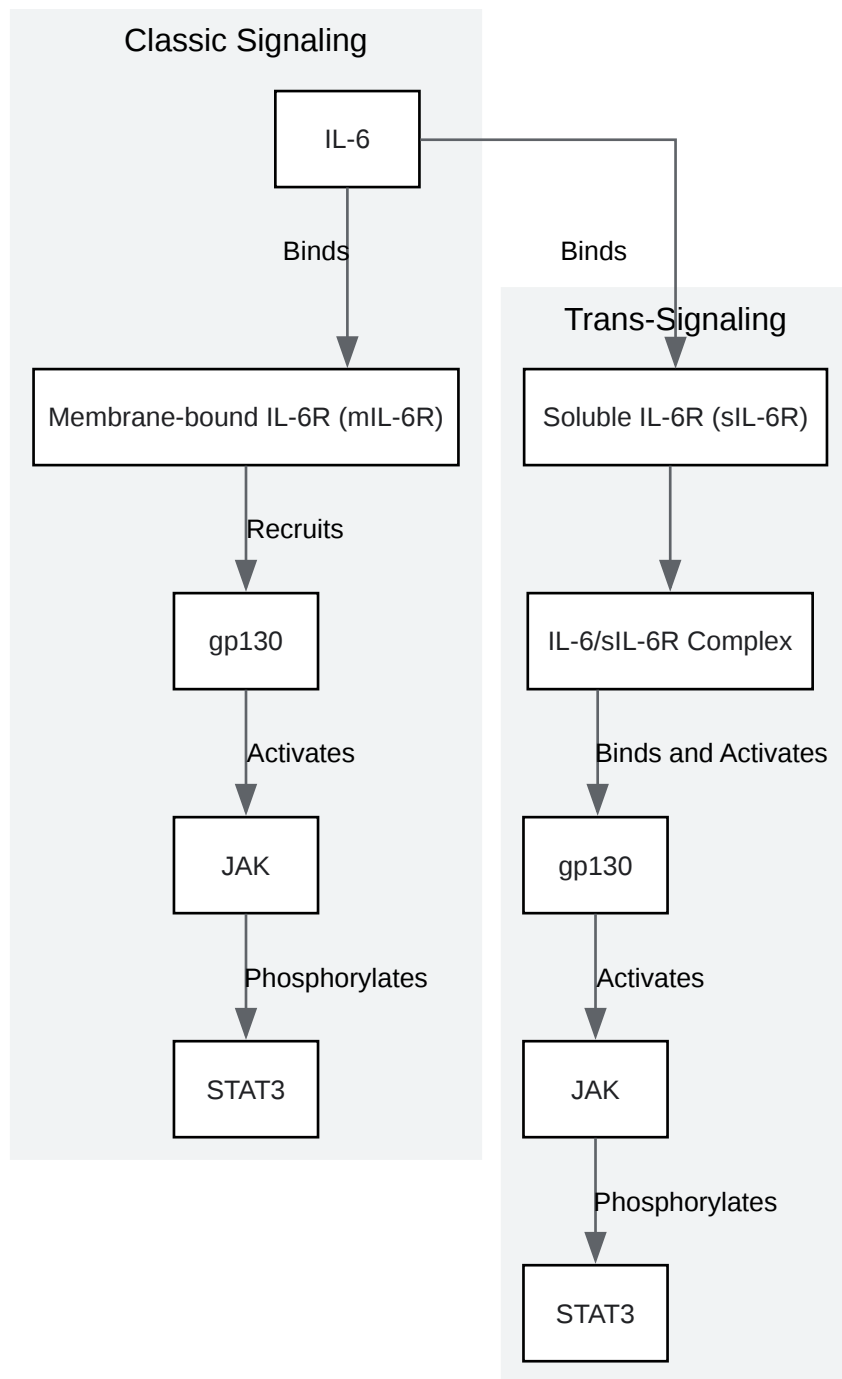 Classic Signaling
IL-6
Binds
Binds
Trans-Signaling
Membrane-bound IL-6R (mIL-6R)
Soluble IL-6R (sIL-6R)
Recruits
gp130
IL-6/sIL-6R Complex
Activates
Binds and Activates
JAK
gp130
Phosphorylates
Activates
STAT3
JAK
Phosphorylates
STAT3